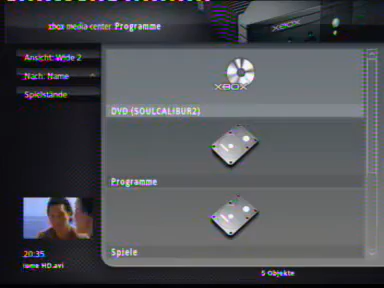 xbox media center Programme
Ansicht: Wide 2
Nach: Name
Spielstände
XBOX
DVD (SOULCALIBUR2)
Programme
Spiele
20:35
HD.avi
5 Objekte